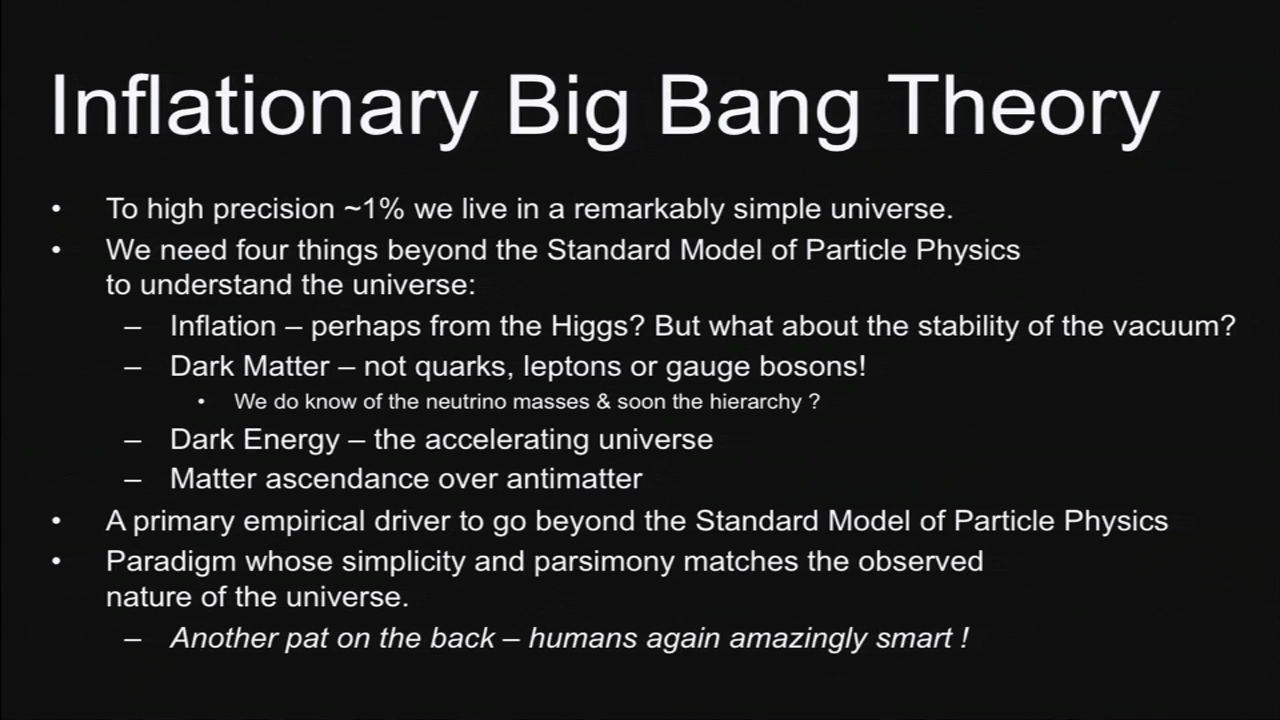 Inflationary Big Bang Theory
• To high precision ~1% we live in a remarkably simple universe.
• We need four things beyond the Standard Model of Particle Physics
to understand the universe:
– Inflation – perhaps from the Higgs? But what about the stability of the vacuum?
– Dark Matter – not quarks, leptons or gauge bosons!
• We do know of the neutrino masses & soon the hierarchy ?
– Dark Energy – the accelerating universe
– Matter ascendance over antimatter
• A primary empirical driver to go beyond the Standard Model of Particle Physics
• Paradigm whose simplicity and parsimony matches the observed
nature of the universe.
– Another pat on the back – humans again amazingly smart !